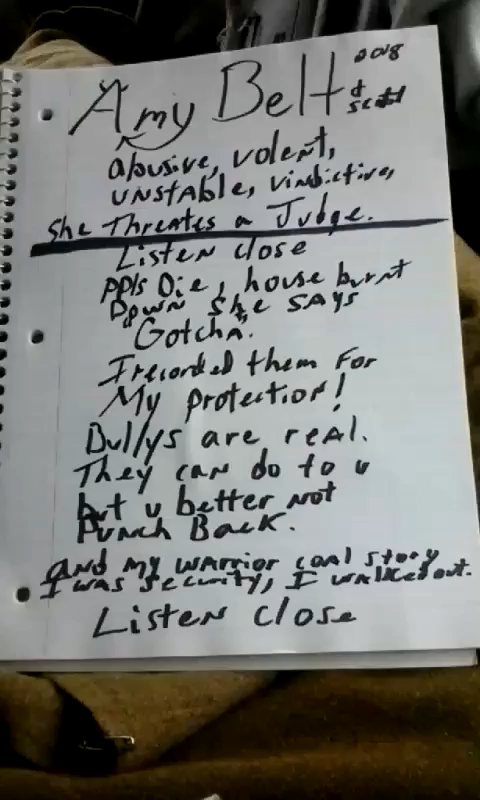 2018
Amy Belt &
scott
abusive, volent,
unstable, vindictive,
she Threates a Judge.
Listen close
ppls Die, house burnt
Down she says
"Gotcha".
I recorded them for
My protection!
Bullys are real.
They can do to u
but u better not
Punch Back.
and my warrior coal story
I was security, I walked out.
Listen close